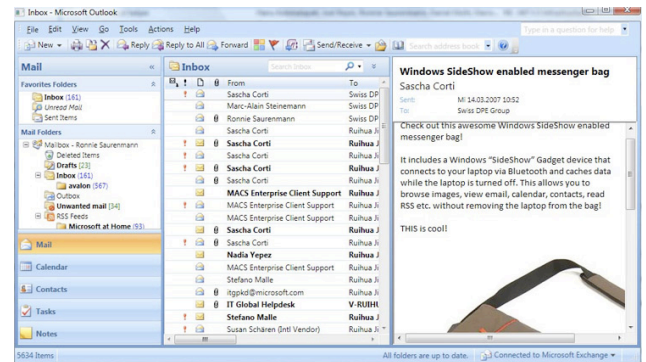 Inbox - Microsoft Outlook
File Edit View Go Tools Actions Help
Type a question for help
New Reply Reply to All Forward Send/Receive Search address book
Mail
Favorites Folders
Inbox (161)
Unread Mail
Sent Items
Mail Folders
Mailbox - Ronnie Saurenmann
Deleted Items
Drafts [23]
Inbox (161)
avalon (567)
Outbox
Unwanted mail [34]
RSS Feeds
Microsoft at Home (93)
Mail
Calendar
Contacts
Tasks
Notes
Inbox Search Inbox
From To
Sascha Corti Swiss DP
Marc-Alain Steinemann Swiss DP
Ronnie Saurenmann Swiss DP
Sascha Corti Ruihua Ji
Sascha Corti Ruihua J
Sascha Corti Ruihua J
Sascha Corti Ruihua J
Sascha Corti Ruihua Ji
MACS Enterprise Client Support Ruihua J
MACS Enterprise Client Support Ruihua Ji
Sascha Corti Ruihua J
Sascha Corti Ruihua Ji
Nadia Yepez Ruihua J
MACS Enterprise Client Support Ruihua Ji
Stefano Malle Ruihua Ji
itgpkd@microsoft.com Ruihua Ji
IT Global Helpdesk V-RUIHU
Stefano Malle Ruihua J
Susan Schären (Intl Vendor) Ruihua Ji
Windows SideShow enabled messenger bag
Sascha Corti
Sent: Mi 14.03.2007 10:52
To: Swiss DPE Group
Check out this awesome Windows SideShow enabled
messenger bag!
It includes a Windows "SideShow" Gadget device that
connects to your laptop via Bluetooth and caches data
while the laptop is turned off. This allows you to
browse images, view email, calendar, contacts, read
RSS etc. without removing the laptop from the bag!
THIS is cool!
5634 Items
All folders are up to date. Connected to Microsoft Exchange